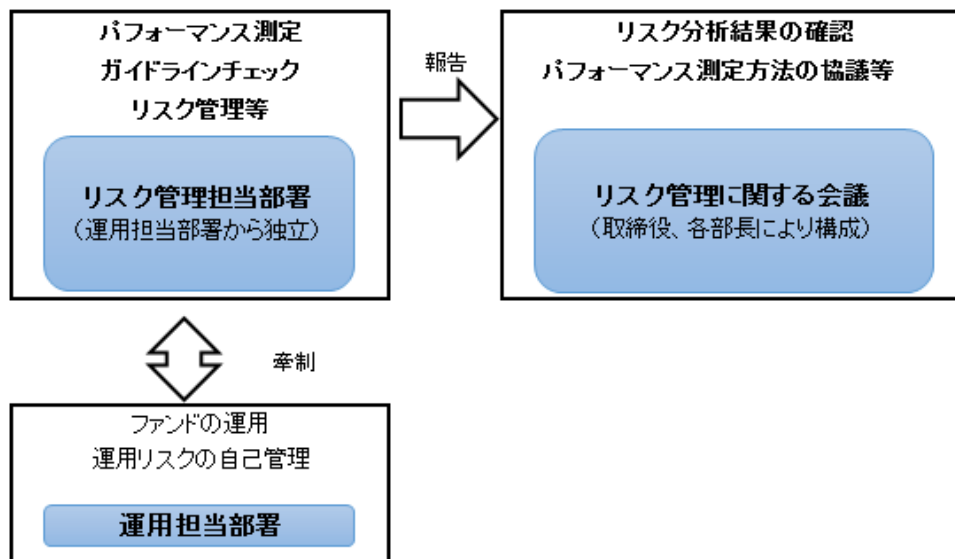 パフォーマンス測定
ガイドラインチェック
リスク管理等
リスク管理担当部署
（運用担当部署から独立）
報告
リスク分析結果の確認
パフォーマンス測定方法の協議等
リスク管理に関する会議
（取締役、各部長により構成）
牽制
ファンドの運用
運用リスクの自己管理
運用担当部署